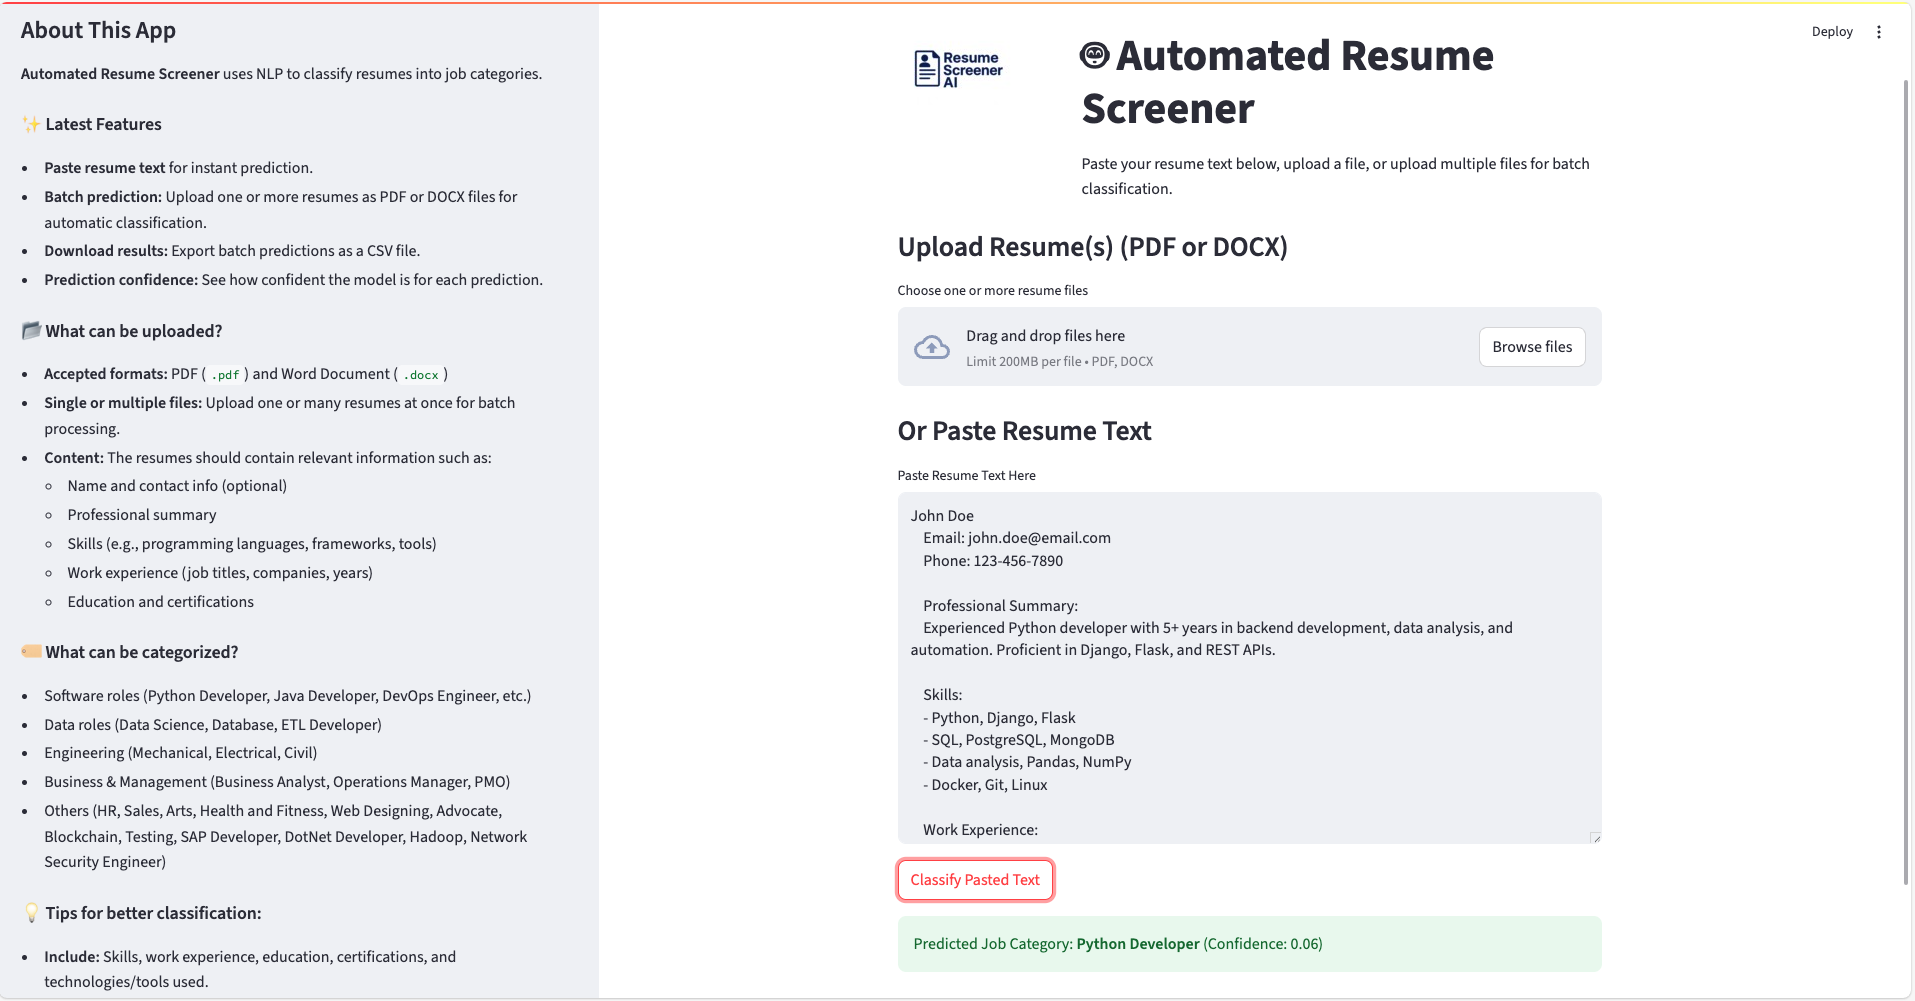 About This App
Automated Resume Screener uses NLP to classify resumes into job categories.
✨ Latest Features
• Paste resume text for instant prediction.
• Batch prediction: Upload one or more resumes as PDF or DOCX files for
automatic classification.
• Download results: Export batch predictions as a CSV file.
• Prediction confidence: See how confident the model is for each prediction.
📂 What can be uploaded?
• Accepted formats: PDF ( .pdf ) and Word Document ( .docx )
• Single or multiple files: Upload one or many resumes at once for batch
processing.
• Content: The resumes should contain relevant information such as:
◦ Name and contact info (optional)
◦ Professional summary
◦ Skills (e.g., programming languages, frameworks, tools)
◦ Work experience (job titles, companies, years)
◦ Education and certifications
🏷️ What can be categorized?
• Software roles (Python Developer, Java Developer, DevOps Engineer, etc.)
• Data roles (Data Science, Database, ETL Developer)
• Engineering (Mechanical, Electrical, Civil)
• Business & Management (Business Analyst, Operations Manager, PMO)
• Others (HR, Sales, Arts, Health and Fitness, Web Designing, Advocate,
Blockchain, Testing, SAP Developer, DotNet Developer, Hadoop, Network
Security Engineer)
💡 Tips for better classification:
• Include: Skills, work experience, education, certifications, and
technologies/tools used.
Deploy
Resume
Screener
AI
Automated Resume
Screener
Paste your resume text below, upload a file, or upload multiple files for batch
classification.
Upload Resume(s) (PDF or DOCX)
Choose one or more resume files
Drag and drop files here
Limit 200MB per file • PDF, DOCX
Browse files
Or Paste Resume Text
Paste Resume Text Here
John Doe
Email: john.doe@email.com
Phone: 123-456-7890
Professional Summary:
Experienced Python developer with 5+ years in backend development, data analysis, and
automation. Proficient in Django, Flask, and REST APIs.
Skills:
- Python, Django, Flask
- SQL, PostgreSQL, MongoDB
- Data analysis, Pandas, NumPy
- Docker, Git, Linux
Work Experience:
Classify Pasted Text
Predicted Job Category: Python Developer (Confidence: 0.06)